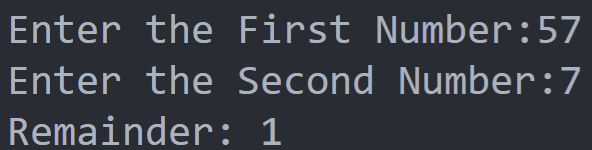 Enter the First Number:57
Enter the Second Number:7
Remainder: 1